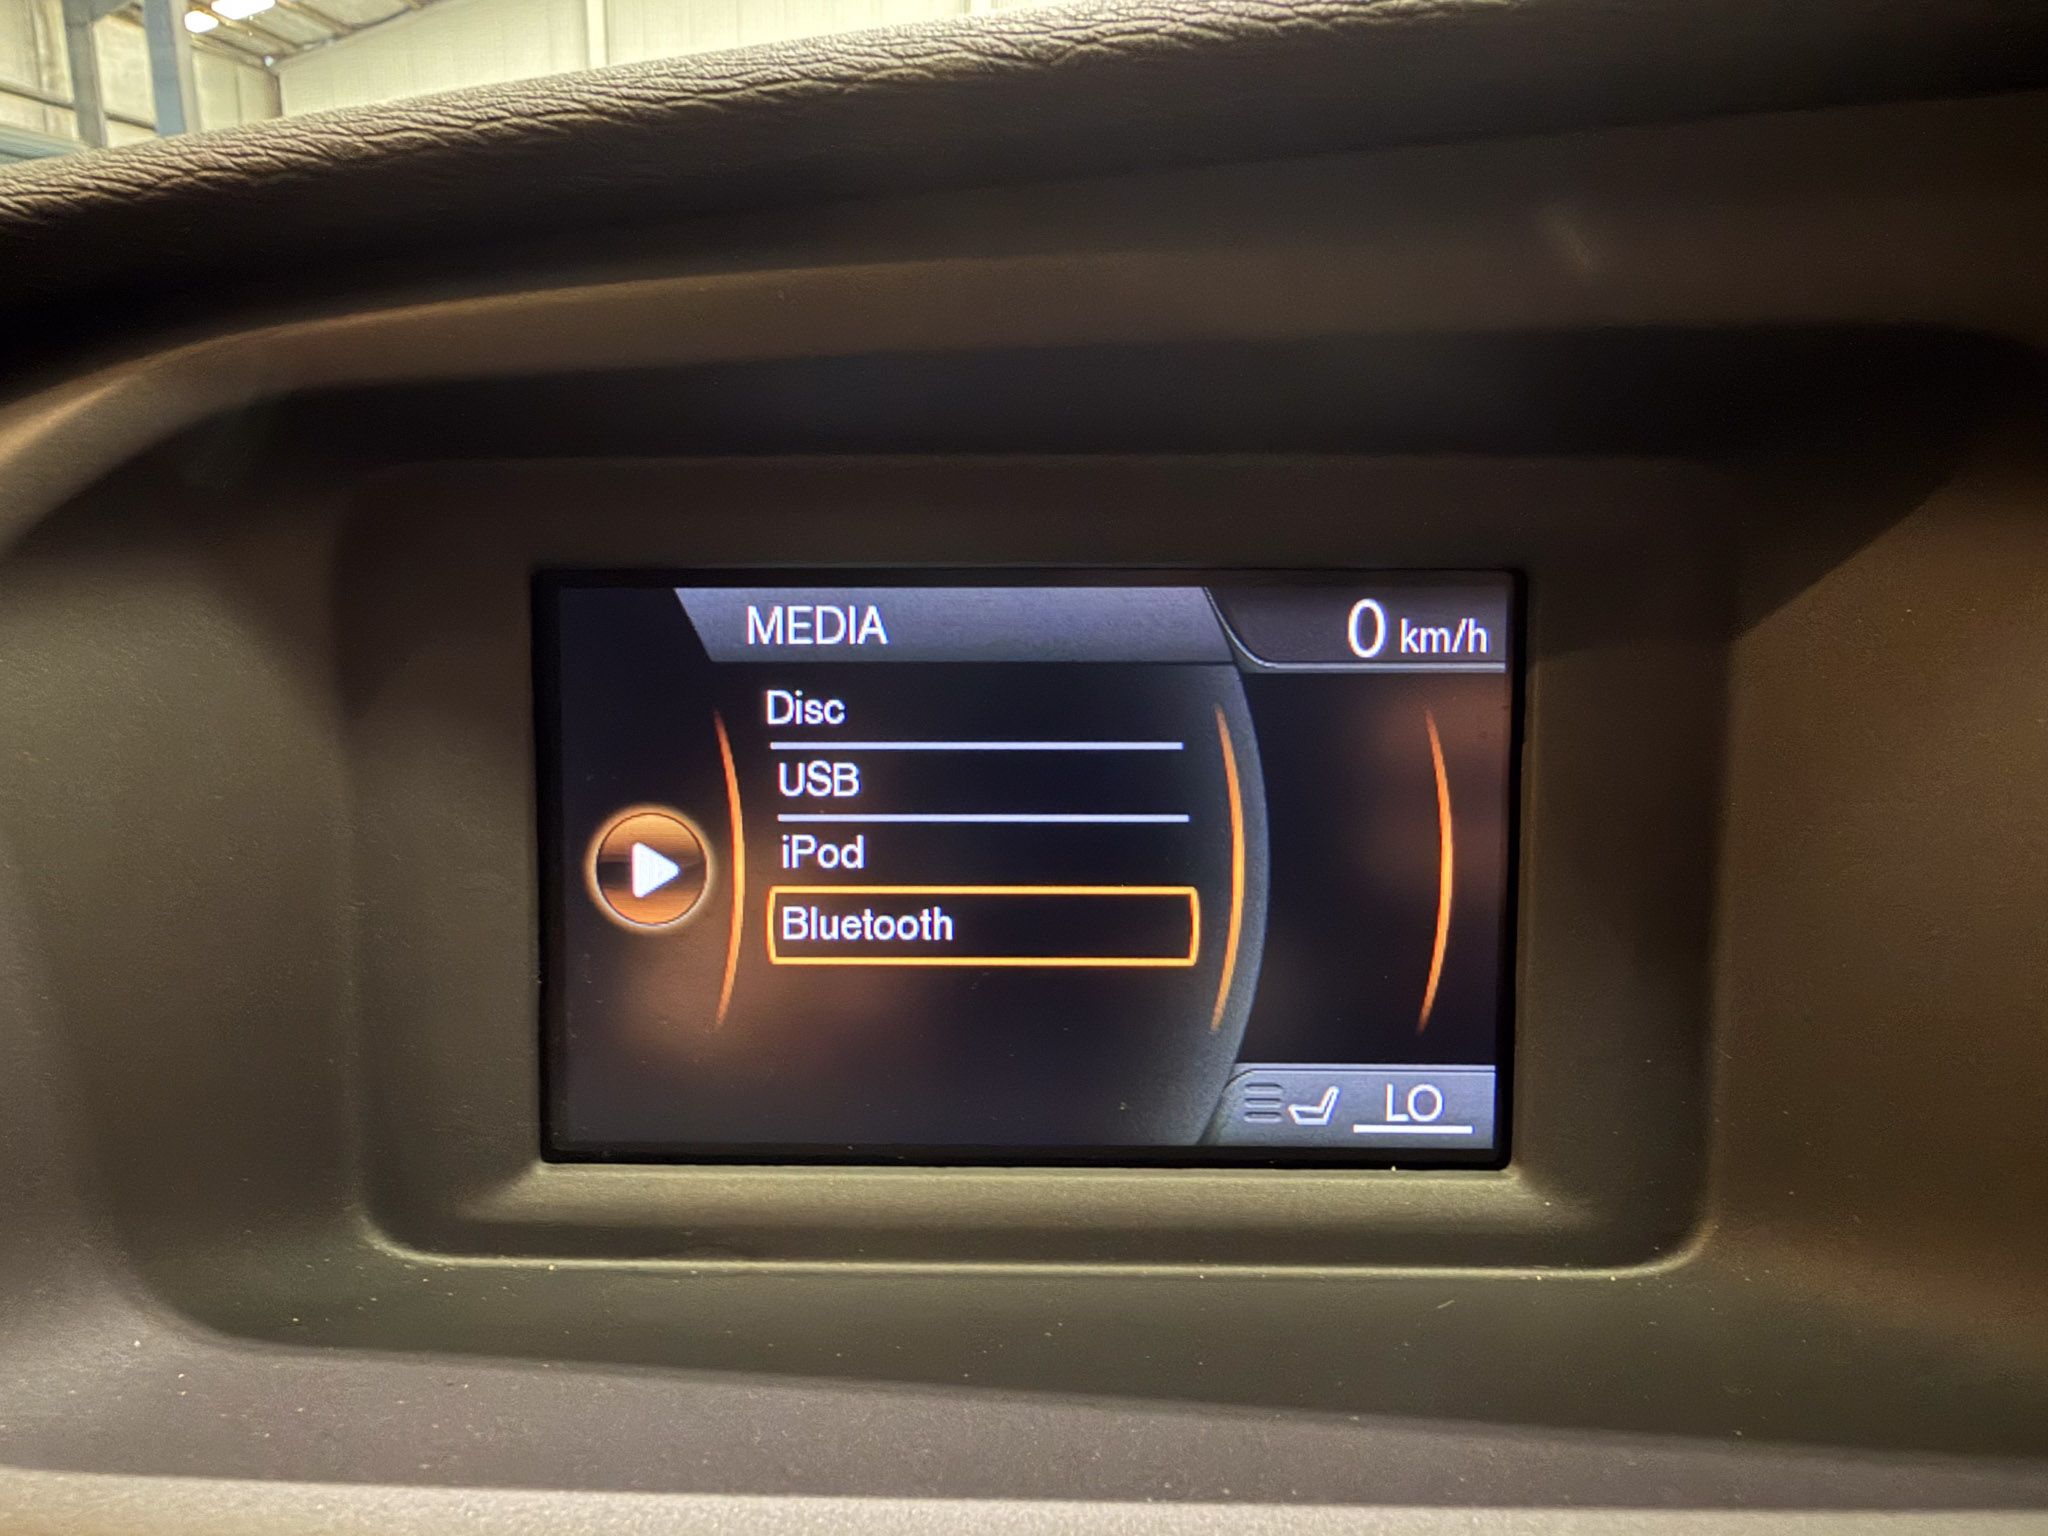 MEDIA
0 km/h
Disc
USB
iPod
Bluetooth
LO